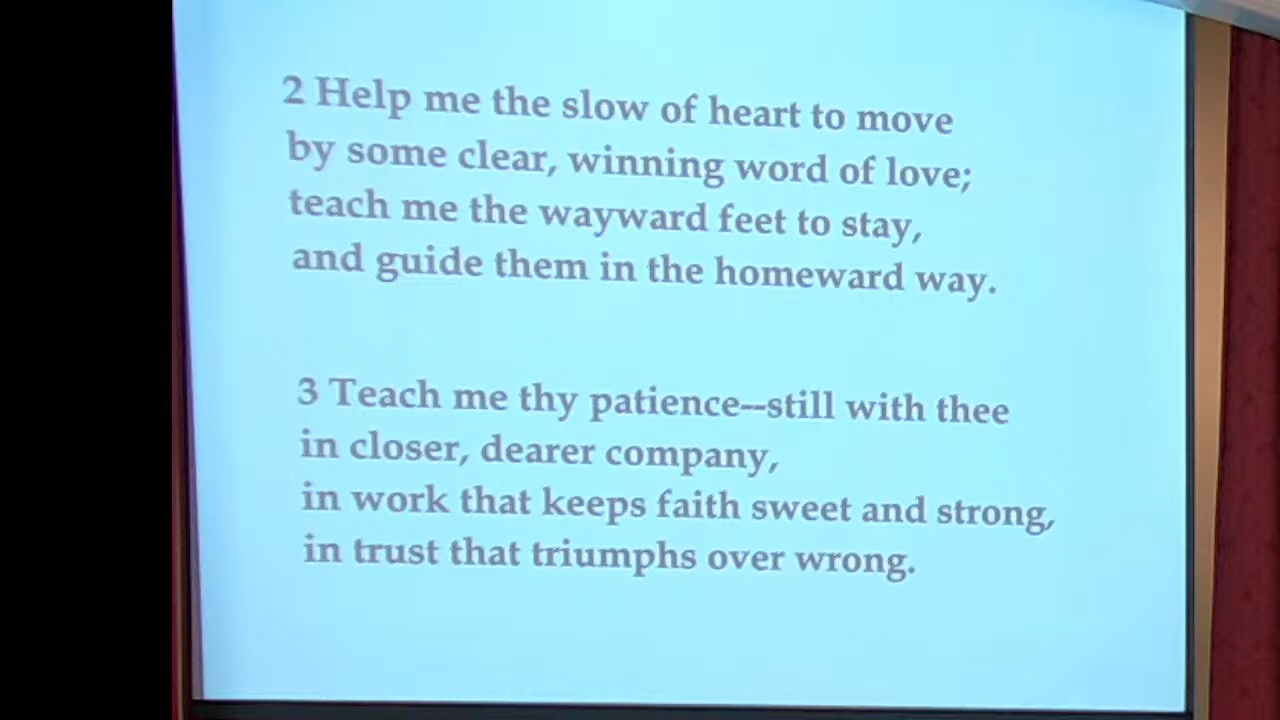 2 Help me the slow of heart to move
by some clear, winning word of love;
teach me the wayward feet to stay,
and guide them in the homeward way.
3 Teach me thy patience--still with thee
in closer, dearer company,
in work that keeps faith sweet and strong,
in trust that triumphs over wrong.